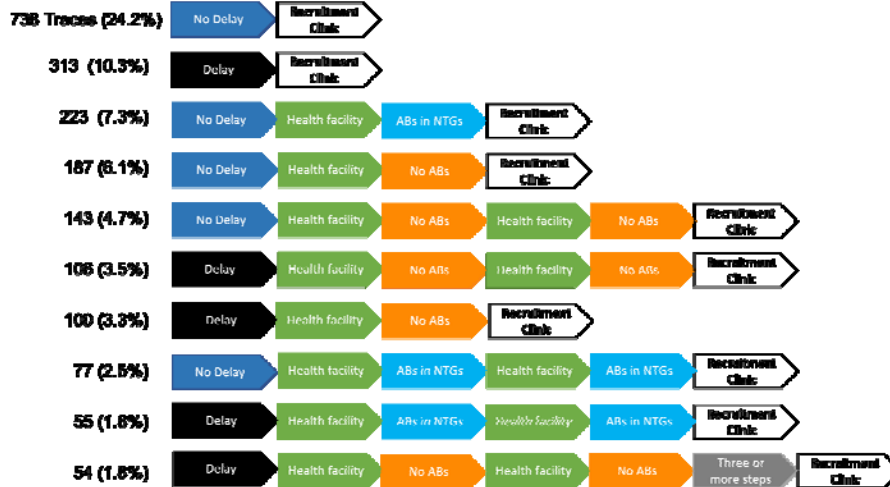 736 Traces (24.2%) No Delay Recruitment Clinic
313 (10.3%) Delay Recruitment Clinic
223 (7.3%) No Delay Health facility ABs in NTGs Recruitment Clinic
187 (6.1%) No Delay Health facility No ABs Recruitment Clinic
143 (4.7%) No Delay Health facility No ABs Health facility No ABs Recruitment Clinic
106 (3.5%) Delay Health facility No ABs Health facility No ABs Recruitment Clinic
100 (3.3%) Delay Health facility No ABs Recruitment Clinic
77 (2.5%) No Delay Health facility ABs in NTGs Health facility ABs in NTGs Recruitment Clinic
55 (1.8%) Delay Health facility ABs in NTGs Health facility ABs in NTGs Recruitment Clinic
54 (1.8%) Delay Health facility No ABs Health facility No ABs Three or more steps Recruitment Clinic